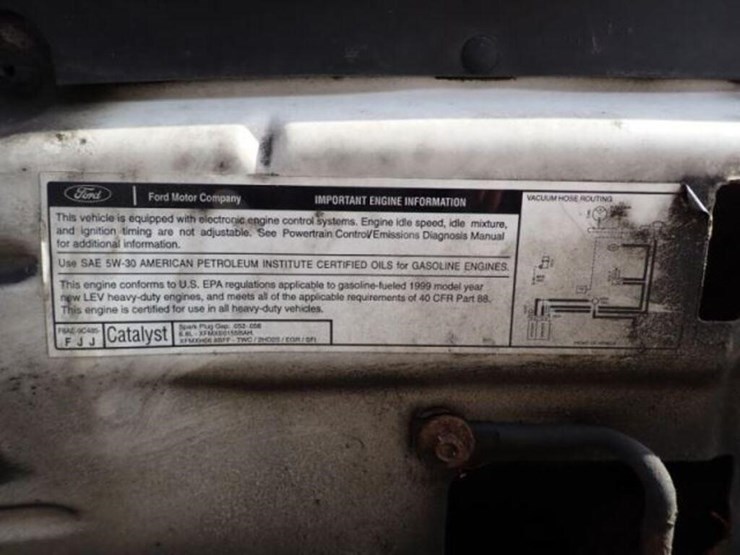 Ford
Ford Motor Company
IMPORTANT ENGINE INFORMATION
This vehicle is equipped with electronic engine control systems. Engine idle speed, idle mixture,
and ignition timing are not adjustable. See Powertrain Control/Emissions Diagnosis Manual
for additional information.
Use SAE 5W-30 AMERICAN PETROLEUM INSTITUTE CERTIFIED OILS for GASOLINE ENGINES.
This engine conforms to U.S. EPA regulations applicable to gasoline-fueled 1999 model year
new LEV heavy-duty engines, and meets all of the applicable requirements of 40 CFR Part 88.
This engine is certified for use in all heavy-duty vehicles.
F J J
Catalyst
Spark Plug Gap: .052-.056
VACUUM HOSE ROUTING